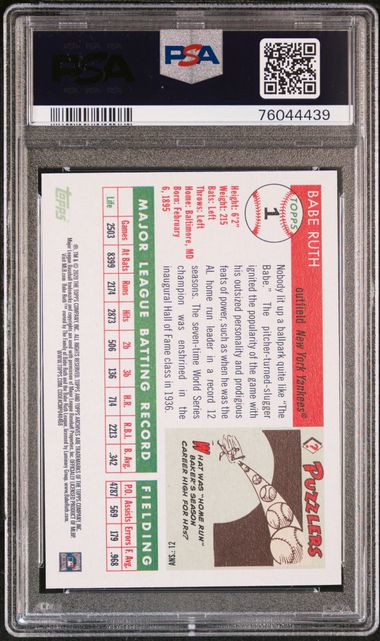 PSA
PSA
76044439
TOPPS
1
BABE RUTH
outfield New York Yankees®
Height: 6'2"
Weight: 215
Bats: Left
Throws: Left
Home: Baltimore, MD
Born: February
6, 1895
Nobody lit up a ballpark quite like "The
Babe." The pitcher-turned-slugger
ignited the popularity of the game with
his outsized personality and prodigious
feats of power, such as when he was the
AL home run leader in record 12
seasons. The seven-time World Series
champion was enshrined in the
inaugural Hall of Fame class in 1936.
PUZZLERS
WHAT WAS "HOME RUN"
BAKER'S SEASON
CAREER HIGH FOR HRs?
ANS.: 12
MAJOR LEAGUE BATTING RECORD
FIELDING
Games At Bats Runs Hits 2b 3b H.R. R.B.I. B. Avg. P.O. Assists Errors F. Avg.
Life 2503 8399 2174 2873 506 136 714 2213 .342 4787 569 179 .968
Topps